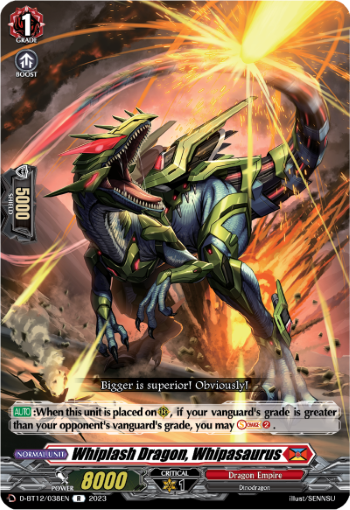 1
GRADE
BOOST
5000
SHIELD
Bigger is superior! Obviously!
AUTO:When this unit is placed on RC, if your vanguard's grade is greater
than your opponent's vanguard's grade, you may
NORMAL UNIT Whiplash Dragon, Whipasaurus
POWER 8000 CRITICAL 1 Dragon Empire
Dinodragon
D-BT12/038EN R 2023 illust/SENNSU